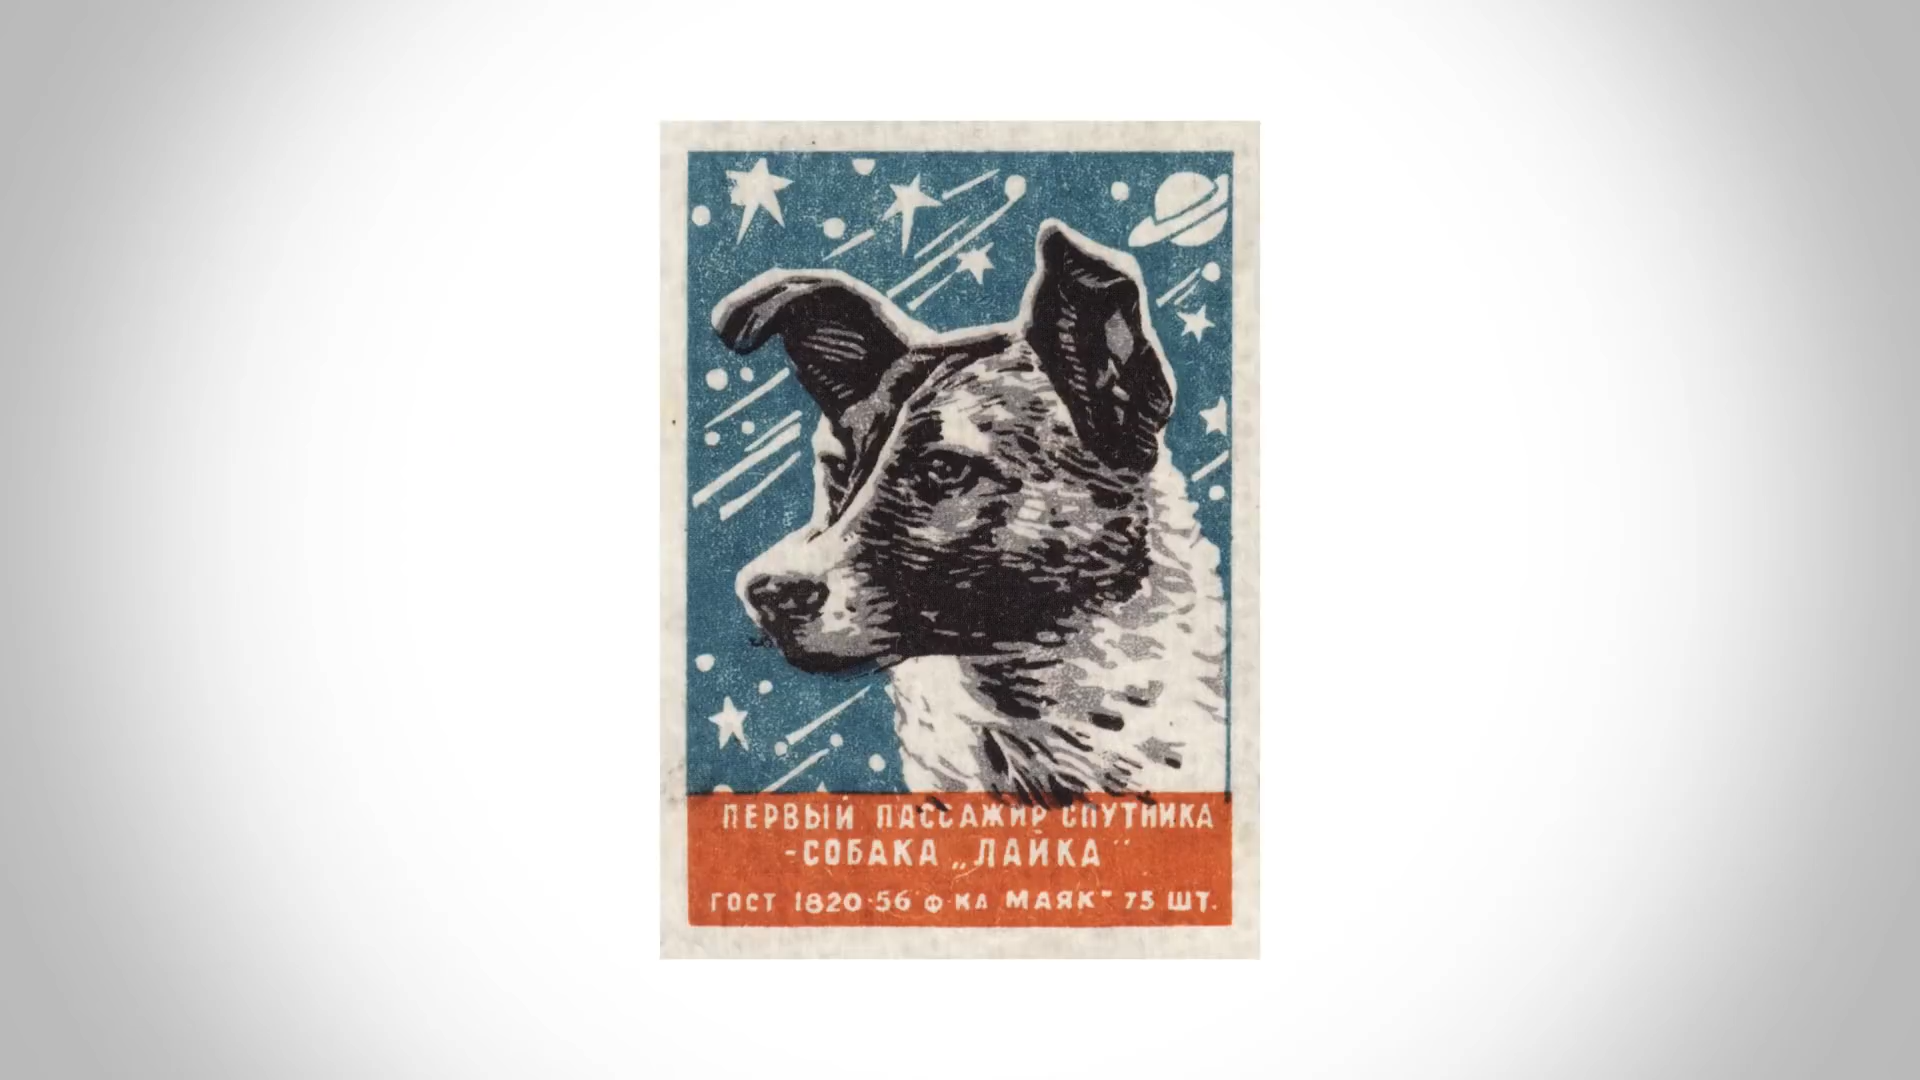 ПЕРВЫЙ ПАССАЖИР СПУТНИКА
-СОБАКА „ЛАЙКА"
ГОСТ 1820-56 Ф-КА МАЯК" 75 ШТ.